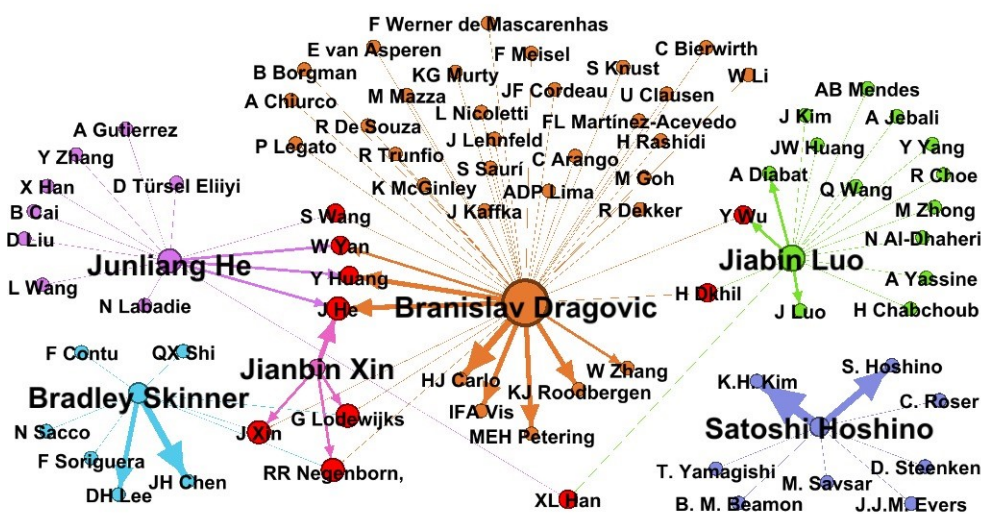 F Werner de Mascarenhas
E van Asperen
F Meisel
C Bierwirth
B Borgman
KG Murty
S Knust
W Li
A Chiurco
M Mazza
JF Cordeau
U Clausen
L Nicoletti
FL Martínez-Acevedo
R De Souza
J Lehnfeld
H Rashidi
P Legato
R Trunfio
S Saurí
C Arango
K McGinley
ADP Lima
M Goh
J Kaffka
R Dekker
AB Mendes
J Kim
A Jebali
JW Huang
Y Yang
A Diabat
Q Wang
R Choe
M Zhong
Y Wu
N Al-Dhaheri
Jiabin Luo
A Yassine
H Dkhil
J Luo
H Chabchoub
A Gutierrez
Y Zhang
X Han
D Türsel Eliiyi
B Cai
D Liu
S Wang
W Yan
Junliang He
Y Huang
L Wang
N Labadie
J He
Branislav Dragovic
F Contu
QX Shi
Jianbin Xin
HJ Carlo
W Zhang
KJ Roodbergen
IFA Vis
MEH Petering
Bradley Skinner
G Lodewijks
N Sacco
J Xin
F Soriguera
JH Chen
DH Lee
RR Negenborn,
XL Han
K.H. Kim
S. Hoshino
C. Roser
Satoshi Hoshino
T. Yamagishi
D. Steenken
M. Savsar
B. M. Beamon
J.J.M. Evers